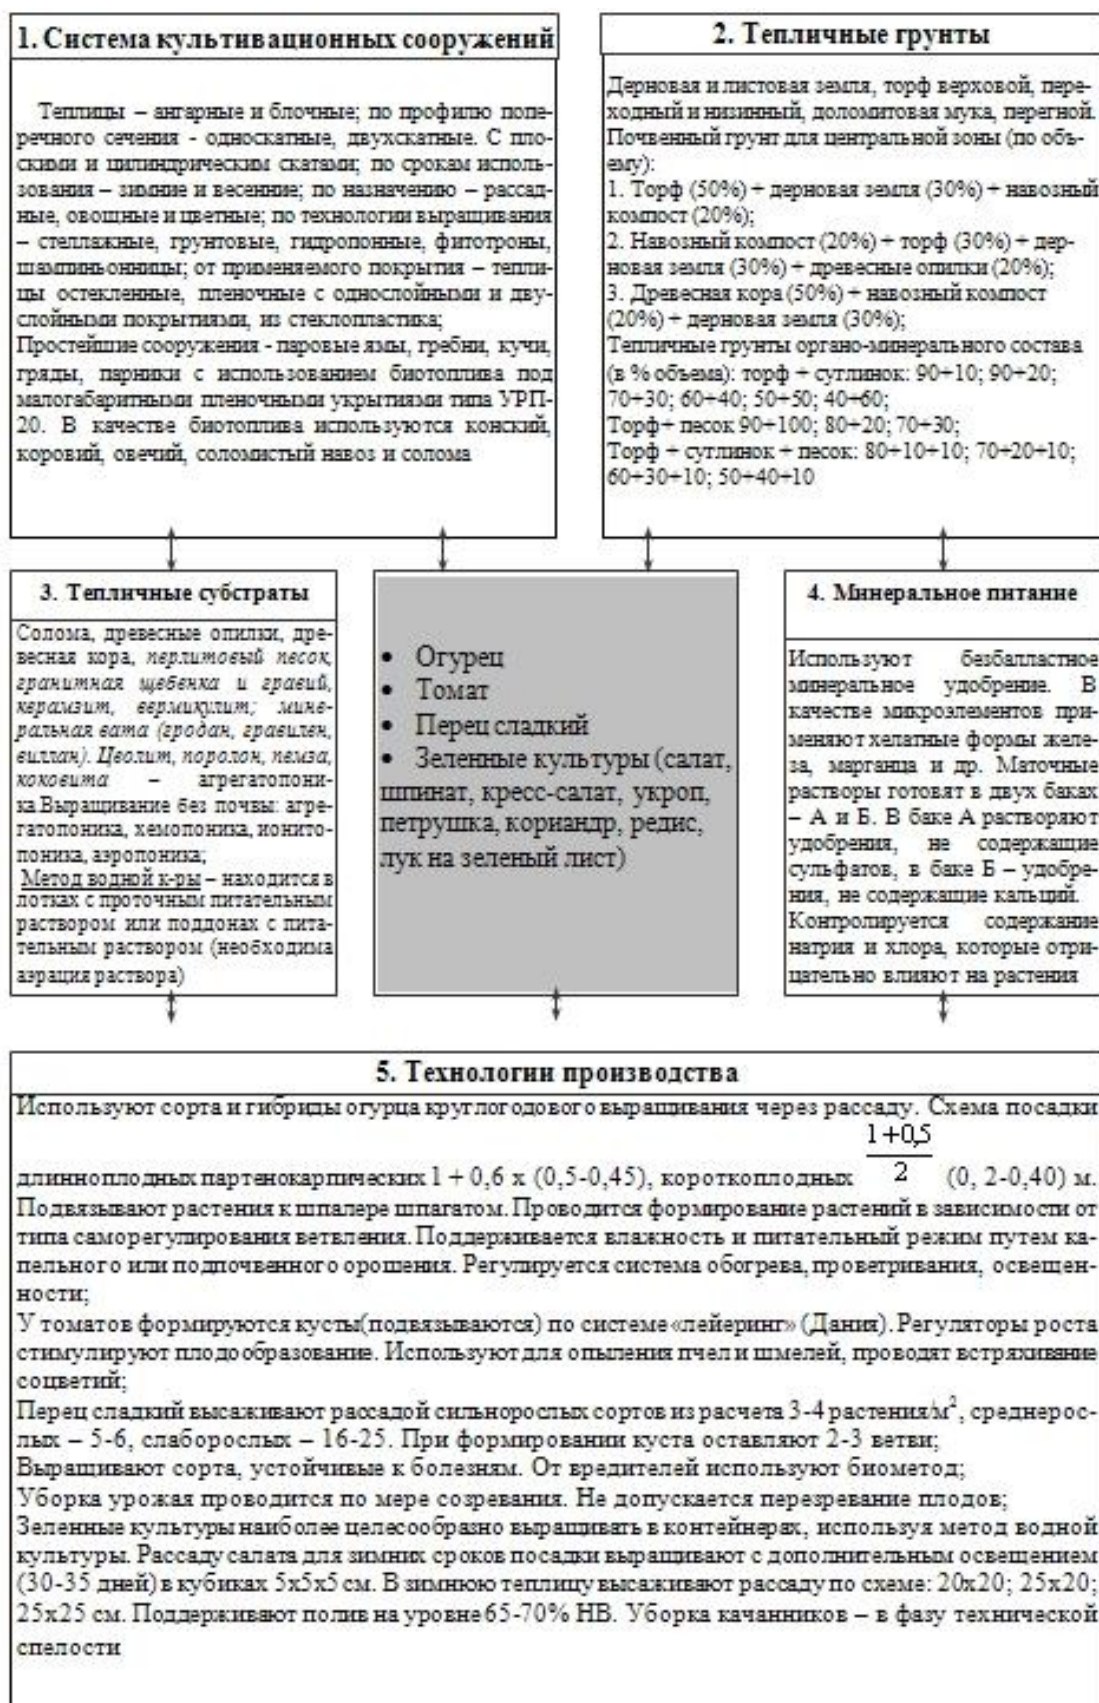 1. Система культивационных сооружений
Теплицы – ангарные и блочные; по профилю попе-
речного сечения - односкатные, двухскатные. С пло-
скими и цилиндрическим скатами; по срокам исполь-
зования – зимние и весенние; по назначению – рассад-
ные, овощные и цветные; по технологии выращивания
– стеллажные, грунтовые, гидропонные, фитотроны,
шампиньонницы; от применяемого покрытия – тепли-
цы остекленные, пленочные с однослойными и дву-
слойными покрытиями, из стеклопластика;
Простейшие сооружения - паровые ямы, гребни, кучи,
гряды, парники с использованием биотоплива под
малогабаритными пленочными укрытиями типа УРП-
20. В качестве биотоплива используются конский,
коровий, овечий, соломистый навоз и солома
2. Тепличные грунты
Дерновая и листовая земля, торф верховой, пере-
ходный и низинный, доломитовая мука, перегной.
Почвенный грунт для центральной зоны (по объ-
ему):
1. Торф (50%) + дерновая земля (30%) + навозный
компост (20%);
2. Навозный компост (20%) + торф (30%) + дер-
новая земля (30%) + древесные опилки (20%);
3. Древесная кора (50%) + навозный компост
(20%) + дерновая земля (30%);
Тепличные грунты органо-минерального состава
(в % объема): торф + суглинок: 90+10; 90+20;
70+30; 60+40; 50+50; 40+60;
Торф+ песок 90+100; 80+20; 70+30;
Торф + суглинок + песок: 80+10+10; 70+20+10;
60+30+10; 50+40+10
3. Тепличные субстраты
Солома, древесные опилки, дре-
весная кора, перлитовый песок,
гранитная щебенка и гравий,
керамзит, вермикулит; мине-
ральная вата (гродан, гравилен,
виллан). Цеолит, поролон, пемза,
коковита – агрегатопони-
ка.Выращивание без почвы: агре-
гатопоника, хемопоника, ионито-
поника, аэропоника;
Метод водной к-ры – находится в
лотках с проточным питательным
раствором или поддонах с пита-
тельным раствором (необходима
аэрация раствора)
• Огурец
• Томат
• Перец сладкий
• Зеленные культуры (салат,
шпинат, кресс-салат, укроп,
петрушка, кориандр, редис,
лук на зеленый лист)
4. Минеральное питание
Используют безбалластное
минеральное удобрение. В
качестве микроэлементов при-
меняют хелатные формы желе-
за, марганца и др. Маточные
растворы готовят в двух баках
– А и Б. В баке А растворяют
удобрения, не содержащие
сульфатов, в баке Б – удобре-
ния, не содержащие кальций.
Контролируется содержание
натрия и хлора, которые отри-
цательно влияют на растения
5. Технологии производства
Используют сорта и гибриды огурца круглогодового выращивания через рассаду. Схема посадки
длинноплодных партенокарпических 1 + 0,6 х (0,5-0,45), короткоплодных 1+0,5/2 (0, 2-0,40) м.
Подвязывают растения к шпалере шпагатом. Проводится формирование растений в зависимости от
типа саморегулирования ветвления. Поддерживается влажность и питательный режим путем ка-
пельного или подпочвенного орошения. Регулируется система обогрева, проветривания, освещен-
ности;
У томатов формируются кусты(подвязываются) по системе «лейеринг» (Дания). Регуляторы роста
стимулируют плодообразование. Используют для опыления пчел и шмелей, проводят встряхивание
соцветий;
Перец сладкий высаживают рассадой сильнорослых сортов из расчета 3-4 растения/м², среднерос-
лых – 5-6, слаборослых – 16-25. При формировании куста оставляют 2-3 ветви;
Выращивают сорта, устойчивые к болезням. От вредителей используют биометод;
Уборка урожая проводится по мере созревания. Не допускается перезревание плодов;
Зеленные культуры наиболее целесообразно выращивать в контейнерах, используя метод водной
культуры. Рассаду салата для зимних сроков посадки выращивают с дополнительным освещением
(30-35 дней) в кубиках 5х5х5 см. В зимнюю теплицу высаживают рассаду по схеме: 20х20; 25х20;
25х25 см. Поддерживают полив на уровне 65-70% НВ. Уборка качанников – в фазу технической
спелости